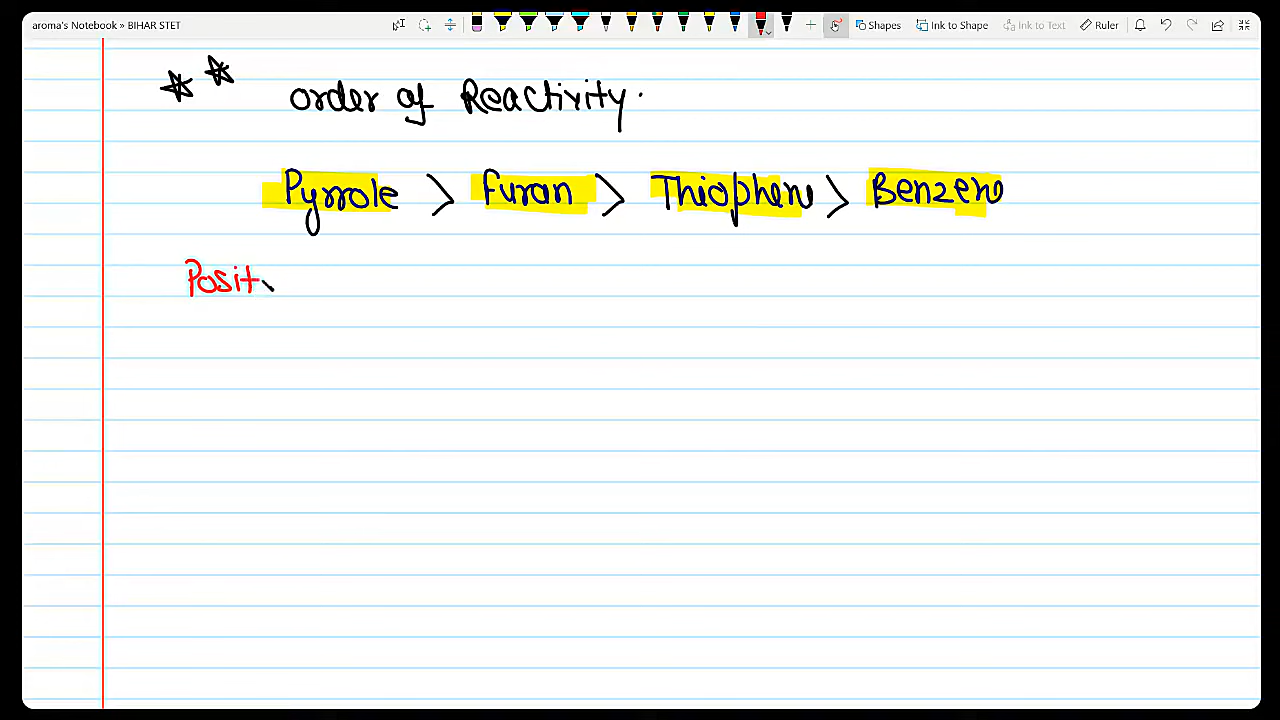 aroma's Notebook » BIHAR STET
Shapes
Ink to Shape
Ink to Text
Ruler
order of Reactivity.
Pyrrole > furan > Thiophene > Benzene
Posit